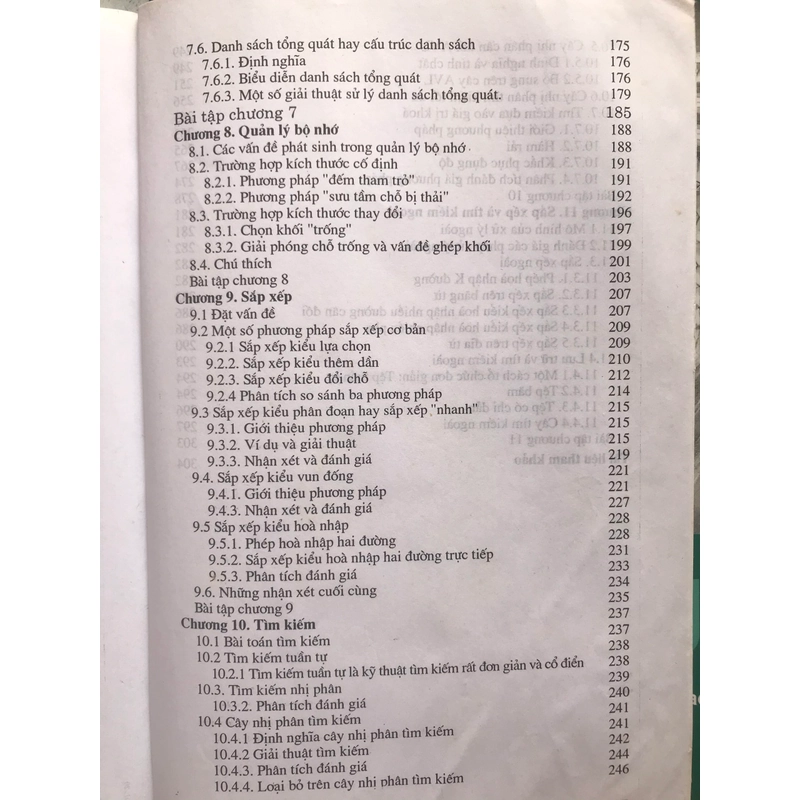 7.6. Danh sách tổng quát hay cấu trúc danh sách 175
7.6.1. Định nghĩa 176
7.6.2. Biểu diễn danh sách tổng quát 176
7.6.3. Một số giải thuật sử lý danh sách tổng quát. 179
Bài tập chương 7 185
Chương 8. Quản lý bộ nhớ 188
8.1. Các vấn đề phát sinh trong quản lý bộ nhớ 188
8.2. Trường hợp kích thước cố định 191
8.2.1. Phương pháp "đếm tham trỏ" 191
8.2.2. Phương pháp "sưu tầm chỗ bị thải" 192
8.3. Trường hợp kích thước thay đổi 196
8.3.1. Chọn khối "trống" 197
8.3.2. Giải phóng chỗ trống và vấn đề ghép khối 199
8.4. Chú thích 201
Bài tập chương 8 203
Chương 9. Sắp xếp 207
9.1 Đặt vấn đề 207
9.2 Một số phương pháp sắp xếp cơ bản 209
9.2.1 Sắp xếp kiểu lựa chọn 209
9.2.2. Sắp xếp kiểu thêm dần 210
9.2.3. Sắp xếp kiểu đổi chỗ 212
9.2.4 Phân tích so sánh ba phương pháp 214
9.3 Sắp xếp kiểu phân đoạn hay sắp xếp "nhanh" 215
9.3.1. Giới thiệu phương pháp 215
9.3.2. Ví dụ và giải thuật 215
9.3.3. Nhận xét và đánh giá 219
9.4. Sắp xếp kiểu vun đống 221
9.4.1. Giới thiệu phương pháp 221
9.4.3. Nhận xét và đánh giá 227
9.5 Sắp xếp kiểu hoà nhập 228
9.5.1. Phép hoà nhập hai đường 228
9.5.2. Sắp xếp kiểu hoà nhập hai đường trực tiếp 231
9.5.3. Phân tích đánh giá 233
9.6. Những nhận xét cuối cùng 234
Bài tập chương 9 235
Chương 10. Tìm kiếm 237
10.1 Bài toán tìm kiếm 237
10.2 Tìm kiếm tuần tự 238
10.2.1 Tìm kiếm tuần tự là kỹ thuật tìm kiếm rất đơn giản và cổ điển 238
10.3. Tìm kiếm nhị phân 239
10.3.2. Phân tích đánh giá 240
10.4 Cây nhị phân tìm kiếm 241
10.4.1 Định nghĩa cây nhị phân tìm kiếm 241
10.4.2 Giải thuật tìm kiếm 242
10.4.3. Phân tích đánh giá 244
10.4.4. Loại bỏ trên cây nhị phân tìm kiếm 246